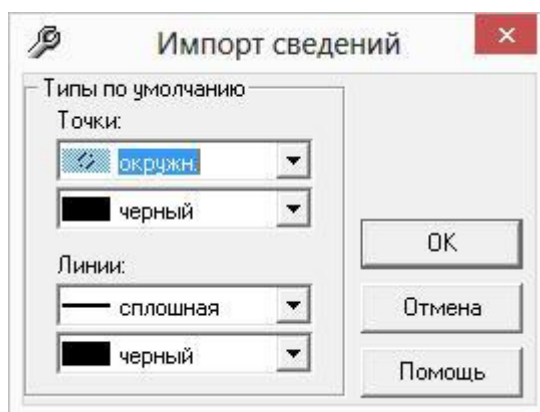 Импорт сведений
Типы по умолчанию
Точки:
окружн.
черный
Линии:
сплошная
черный
OK
Отмена
Помощь